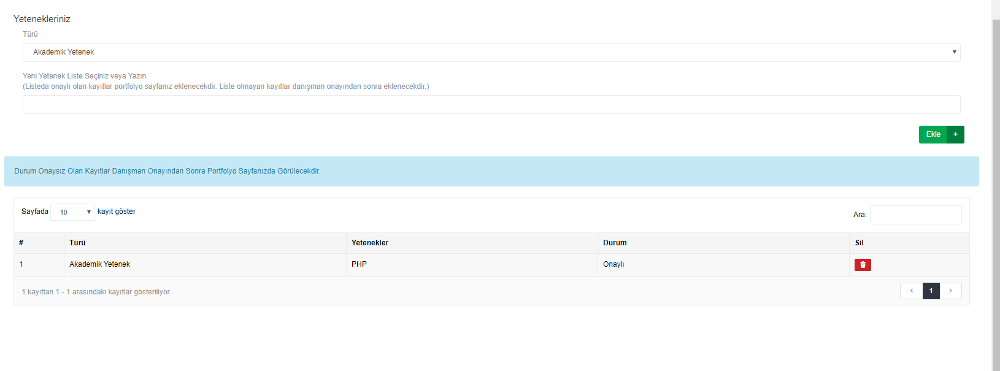 Yetenekleriniz
Türü
Akademik Yetenek
Yeni Yetenek Liste Seçiniz veya Yazın
(Listeda onaylı olan kayıtlar portfolyo sayfanız eklenecekdir. Liste olmayan kayıtlar danışman onayından sonra eklenecekdir.)
Ekle +
Durum Onaysız Olan Kayıtlar Danışman Onayından Sonra Portfolyo Sayfanızda Görülecekdir.
Sayfada 10 kayıt göster
Ara:
# Türü Yetenekler Durum Sil
1 Akademik Yetenek PHP Onaylı
1 kayıttan 1 - 1 arasındaki kayıtlar gösteriliyor
‹ 1 ›